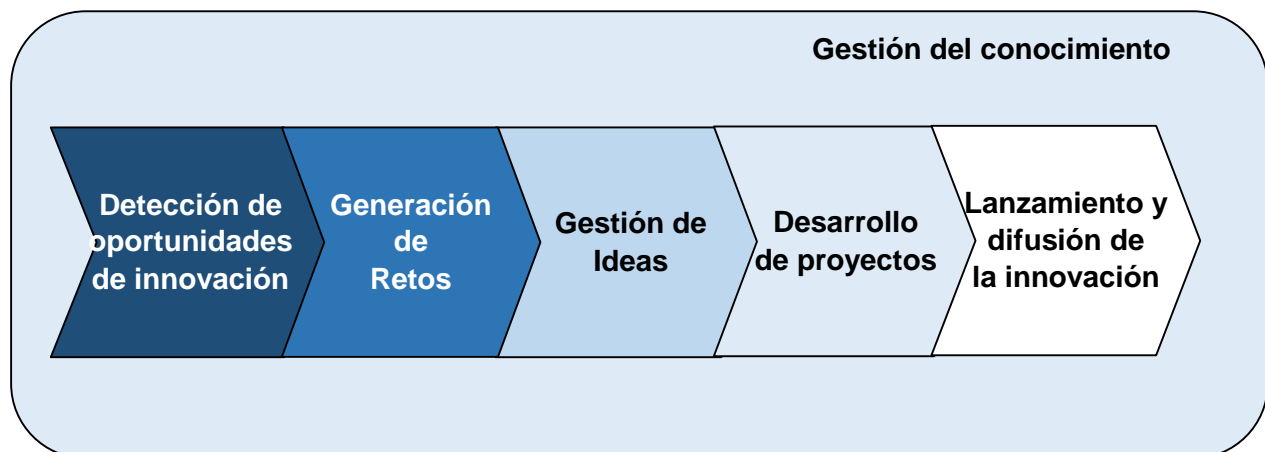 Gestión del conocimiento
Detección de
oportunidades
de innovación
Generación
de
Retos
Gestión de
Ideas
Desarrollo
de proyectos
Lanzamiento y
difusión de
la innovación